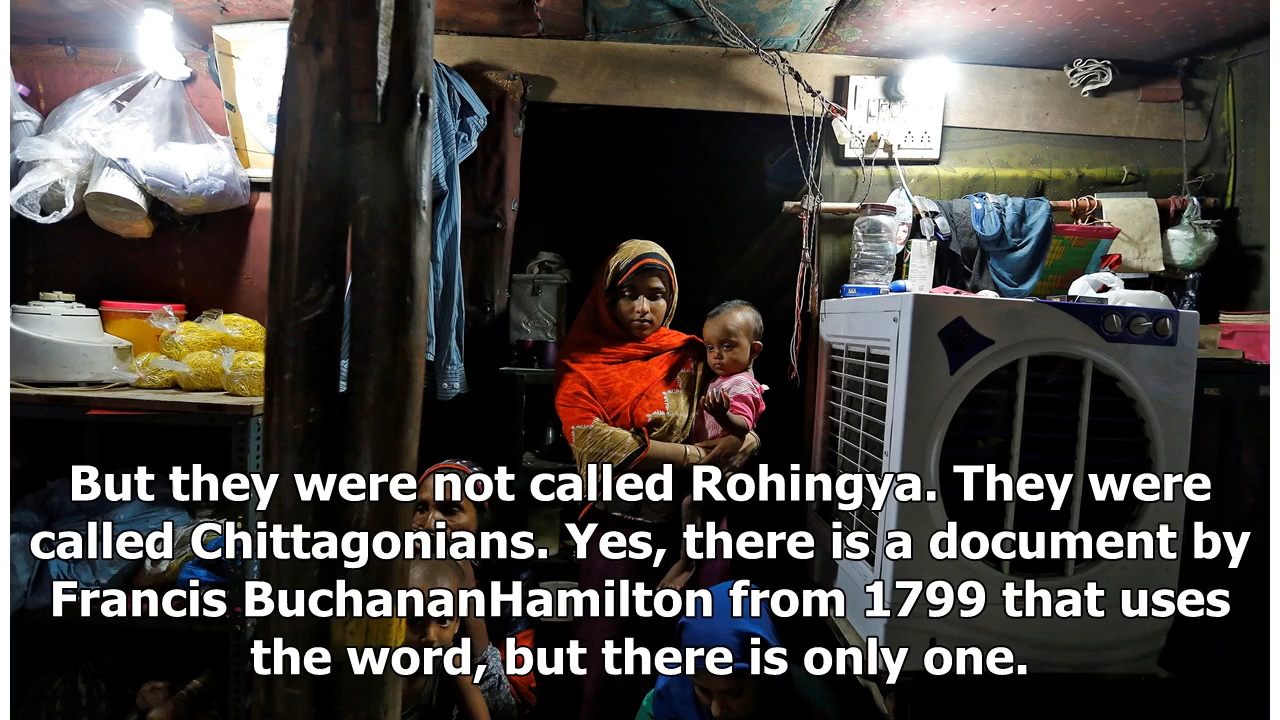 But they were not called Rohingya. They were
called Chittagonians. Yes, there is a document by
Francis BuchananHamilton from 1799 that uses
the word, but there is only one.